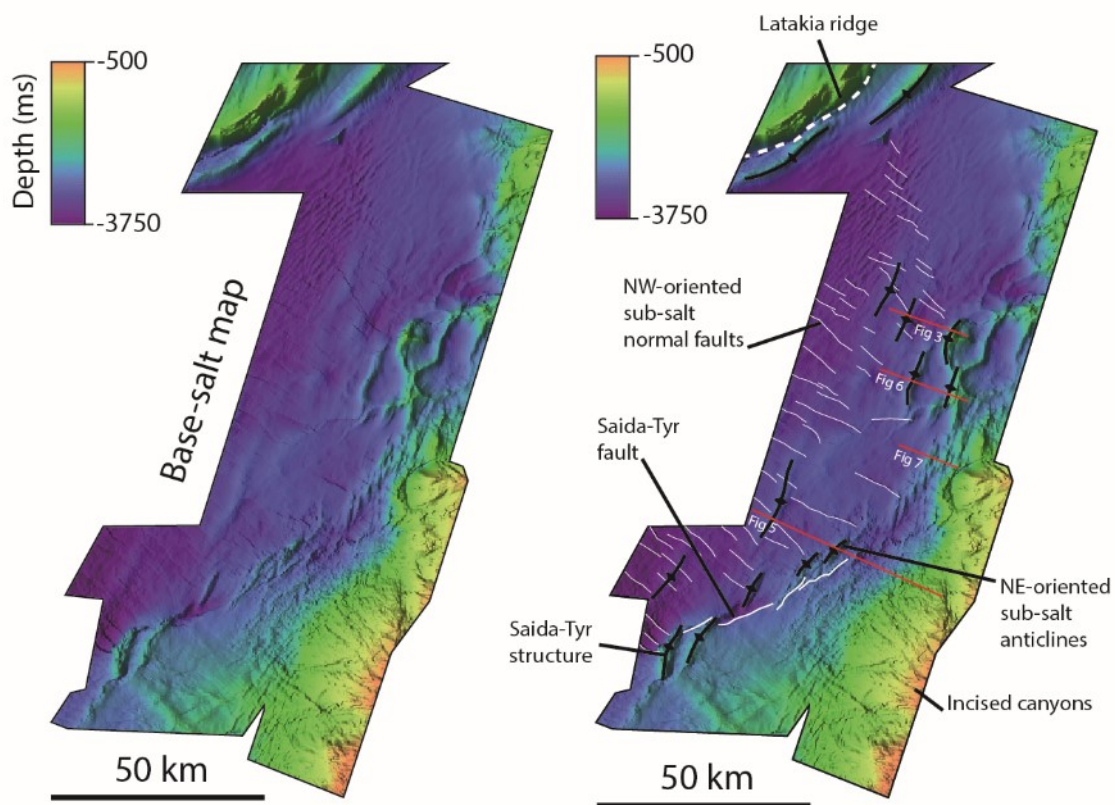 -500
Depth (ms)
-3750
Base-salt map
50 km
Latakia ridge
-500
-3750
NW-oriented
sub-salt
normal faults
Fig 3
Fig 6
Saida-Tyr
fault
Fig 7
Fig 5
NE-oriented
sub-salt
anticlines
Saida-Tyr
structure
Incised canyons
50 km